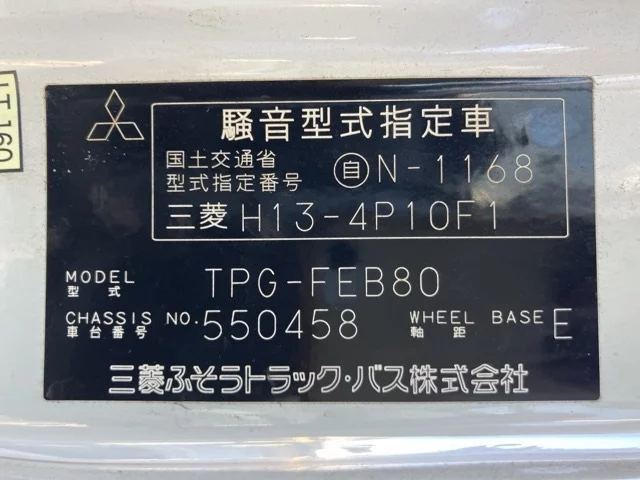 騒音型式指定車
国土交通省
型式指定番号 自N-1168
三菱 H13-4P10F1
MODEL
型式 TPG-FEB80
CHASSIS NO.
車台番号 550458
WHEEL BASE
軸距 E
三菱ふそうトラック・バス株式会社